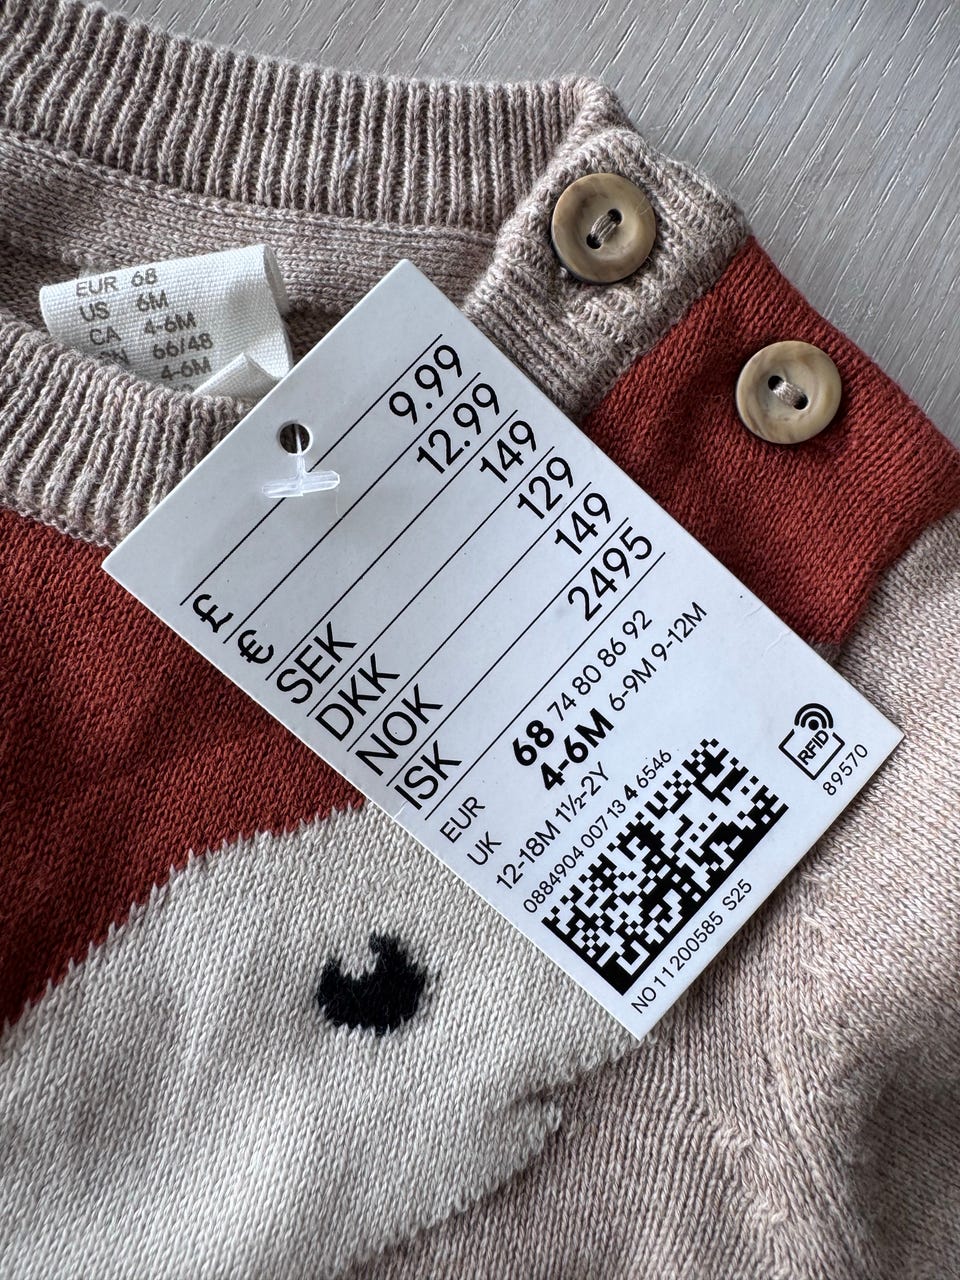 EUR 68
US 6M
CA 4-6M
66/48
4-6M
£ 9.99
€ 12.99
SEK 149
DKK 129
NOK 149
ISK 2495
EUR 68 74 80 86 92
UK 4-6M 6-9M 9-12M
12-18M 1½-2Y
0884904 007 13 4 6546
NO 11200585 S25
RFID
89570